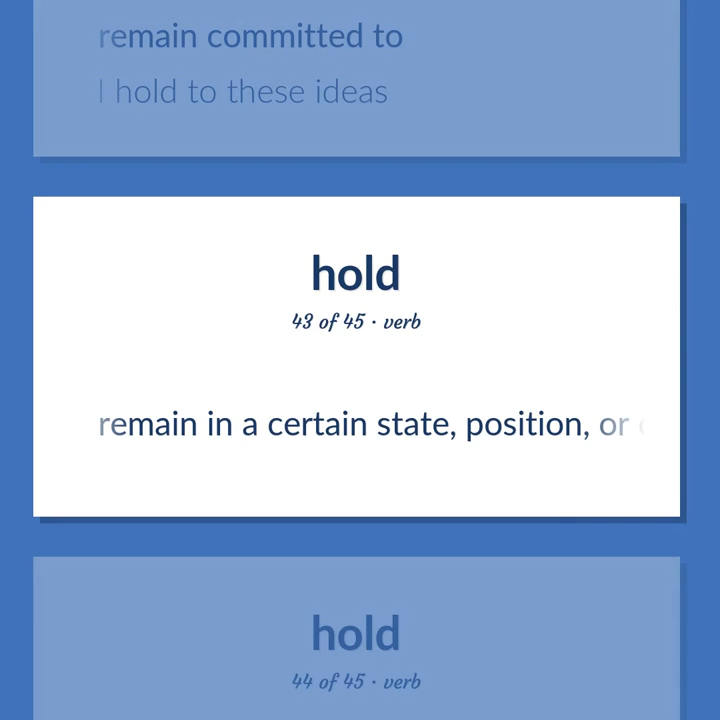 remain committed to
I hold to these ideas
hold
43 of 45 · verb
remain in a certain state, position, or
hold
44 of 45 · verb